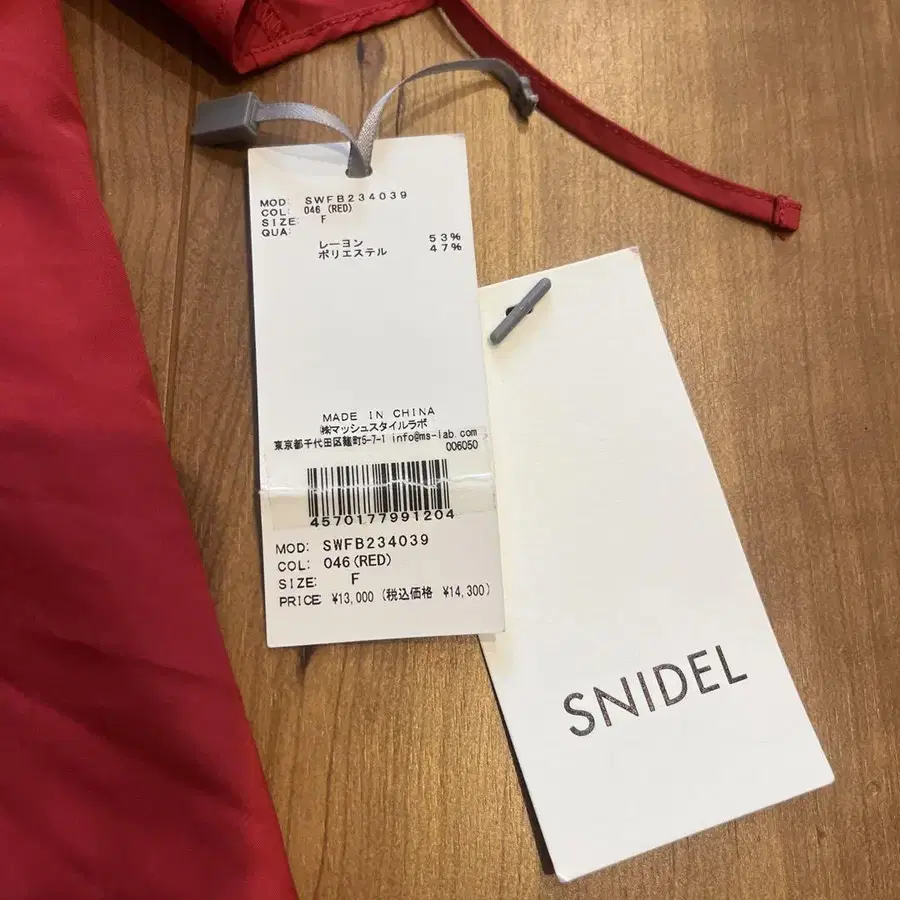 MOD: SWFB234039
COL: 046 (RED)
SIZE: F
QUA:
レーヨン 53%
ポリエステル 47%
MADE IN CHINA
㈱マッシュスタイルラボ
東京都千代田区麹町5-7-1 info@ms-lab.com
006050
4570177991204
MOD: SWFB234039
COL: 046(RED)
SIZE: F
PRICE ¥13,000 (税込価格 ¥14,300)
SNIDEL